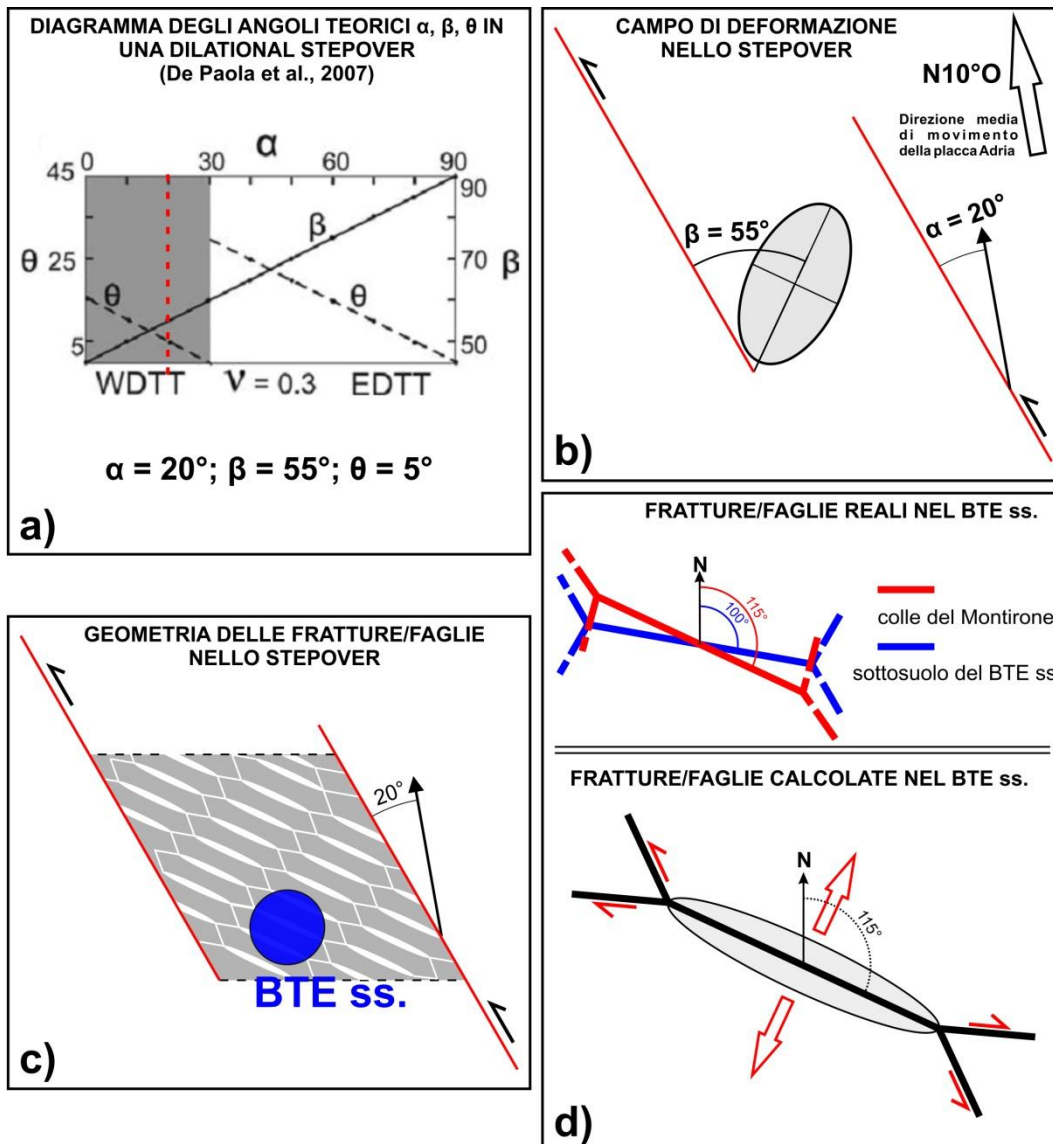 DIAGRAMMA DEGLI ANGOLI TEORICI α, β, θ IN
UNA DILATIONAL STEPOVER
(De Paola et al., 2007)
0 30 60 90
α
45
θ 25
5
90
70 β
50
β
θ
θ
WDTT ν = 0.3 EDTT
α = 20°; β = 55°; θ = 5°
a)
CAMPO DI DEFORMAZIONE
NELLO STEPOVER
N10°O
Direzione media
di movimento
della placca Adria
β = 55°
α = 20°
b)
GEOMETRIA DELLE FRATTURE/FAGLIE
NELLO STEPOVER
20°
BTE ss.
c)
FRATTURE/FAGLIE REALI NEL BTE ss.
N
115°
100°
colle del Montirone
sottosuolo del BTE ss
FRATTURE/FAGLIE CALCOLATE NEL BTE ss.
N
115°
d)